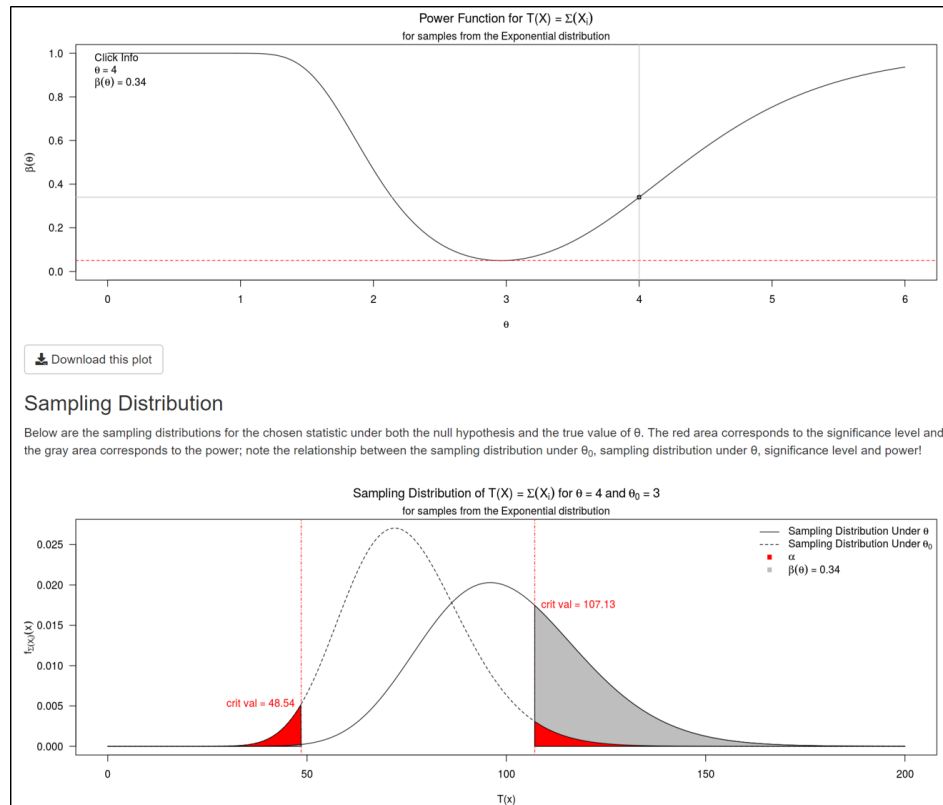 Power Function for T(X) = Σ(Xᵢ)
for samples from the Exponential distribution
Click Info
θ = 4
β(θ) = 0.34
β(θ)
1.0
0.8
0.6
0.4
0.2
0.0
0 1 2 3 4 5 6
θ
Download this plot
Sampling Distribution
Below are the sampling distributions for the chosen statistic under both the null hypothesis and the true value of θ. The red area corresponds to the significance level and
the gray area corresponds to the power; note the relationship between the sampling distribution under θ₀, sampling distribution under θ, significance level and power!
Sampling Distribution of T(X) = Σ(Xᵢ) for θ = 4 and θ₀ = 3
for samples from the Exponential distribution
Sampling Distribution Under θ
Sampling Distribution Under θ₀
α
β(θ) = 0.34
crit val = 107.13
crit val = 48.54
f_Σ(Xᵢ)(x)
0.025
0.020
0.015
0.010
0.005
0.000
0 50 100 150 200
T(x)